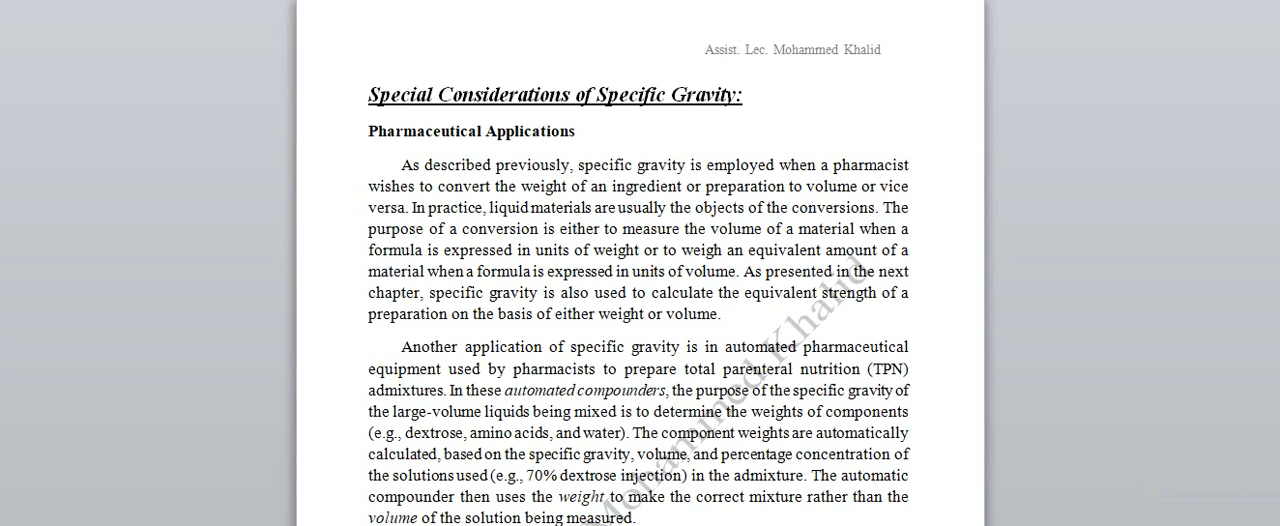 Assist. Lec. Mohammed Khalid
Special Considerations of Specific Gravity:
Pharmaceutical Applications
As described previously, specific gravity is employed when a pharmacist
wishes to convert the weight of an ingredient or preparation to volume or vice
versa. In practice, liquid materials are usually the objects of the conversions. The
purpose of a conversion is either to measure the volume of a material when a
formula is expressed in units of weight or to weigh an equivalent amount of a
material when a formula is expressed in units of volume. As presented in the next
chapter, specific gravity is also used to calculate the equivalent strength of a
preparation on the basis of either weight or volume.
Another application of specific gravity is in automated pharmaceutical
equipment used by pharmacists to prepare total parenteral nutrition (TPN)
admixtures. In these automated compounders, the purpose of the specific gravity of
the large-volume liquids being mixed is to determine the weights of components
(e.g., dextrose, amino acids, and water). The component weights are automatically
calculated, based on the specific gravity, volume, and percentage concentration of
the solutions used (e.g., 70% dextrose injection) in the admixture. The automatic
compounder then uses the weight to make the correct mixture rather than the
volume of the solution being measured.
Mohammed Khalid